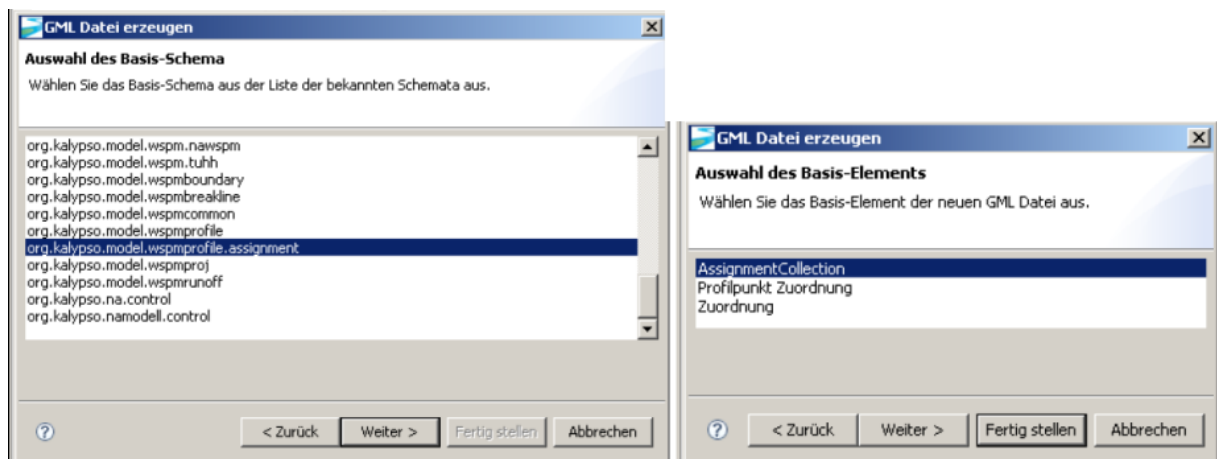 GML Datei erzeugen
Auswahl des Basis-Schema
Wählen Sie das Basis-Schema aus der Liste der bekannten Schemata aus.
org.kalypso.model.wspm.nawspm
org.kalypso.model.wspm.tuhh
org.kalypso.model.wspmboundary
org.kalypso.model.wspmbreakline
org.kalypso.model.wspmcommon
org.kalypso.model.wspmprofile
org.kalypso.model.wspmprofile.assignment
org.kalypso.model.wspmproj
org.kalypso.model.wspmrunoff
org.kalypso.na.control
org.kalypso.namodell.control
< Zurück Weiter > Fertig stellen Abbrechen
GML Datei erzeugen
Auswahl des Basis-Elements
Wählen Sie das Basis-Element der neuen GML Datei aus.
AssignmentCollection
Profilpunkt Zuordnung
Zuordnung
< Zurück Weiter > Fertig stellen Abbrechen